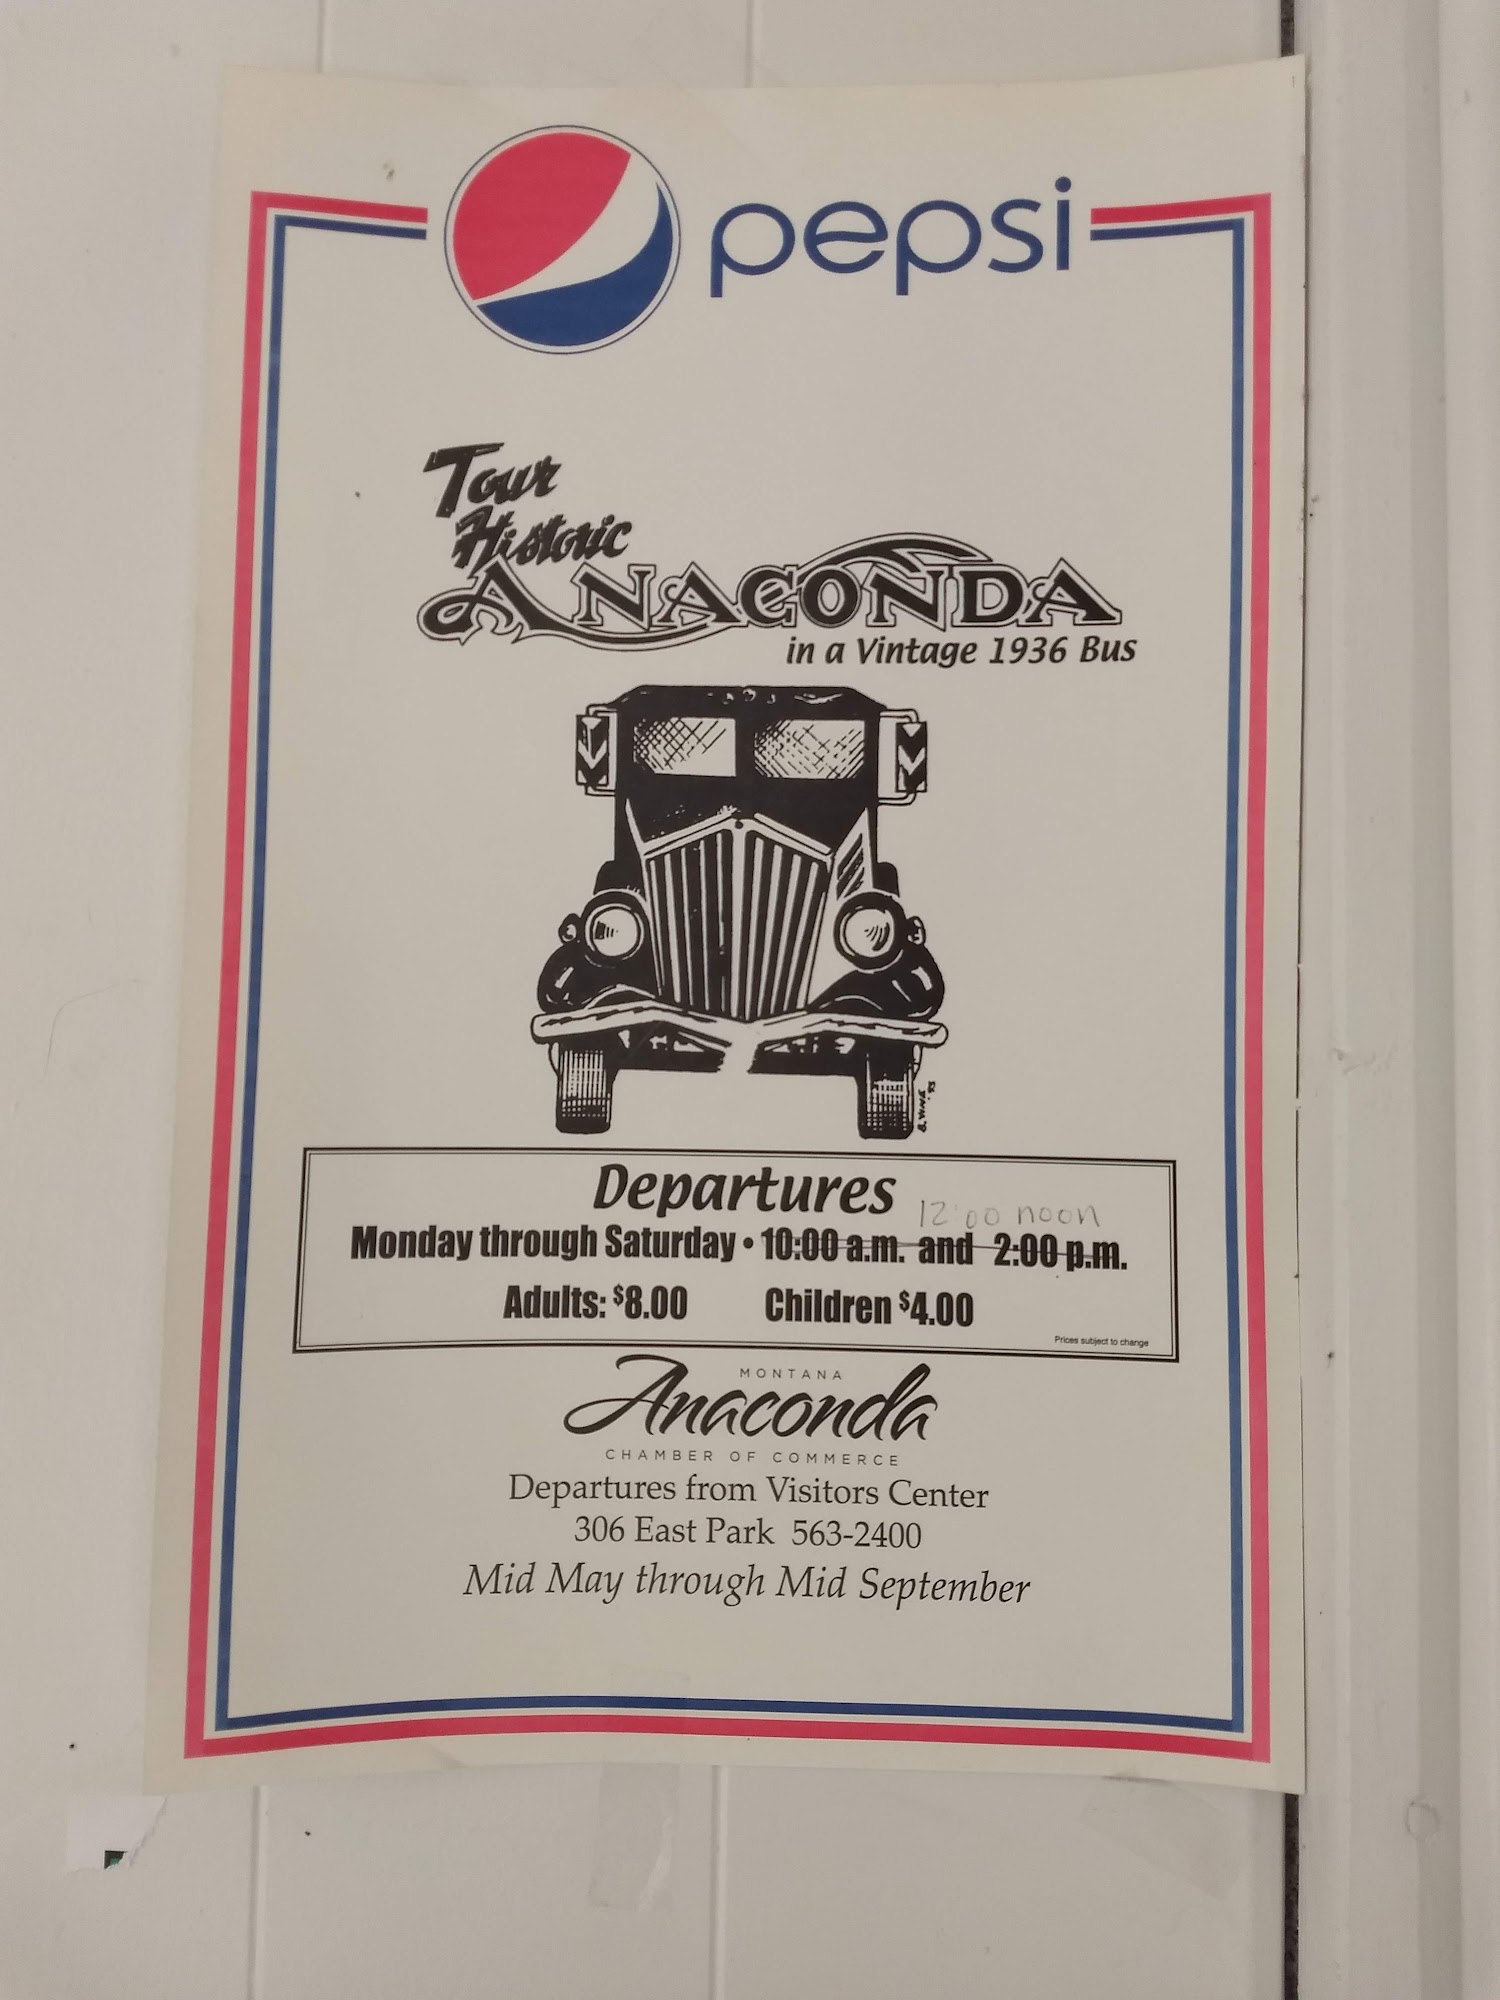 pepsi
Tour
Historic
ANACONDA
in a Vintage 1936 Bus
B. VINE '93
Departures
12:00 noon
Monday through Saturday • 10:00 a.m. and 2:00 p.m.
Adults: $8.00 Children $4.00
Prices subject to change
MONTANA
Anaconda
CHAMBER OF COMMERCE
Departures from Visitors Center
306 East Park 563-2400
Mid May through Mid September